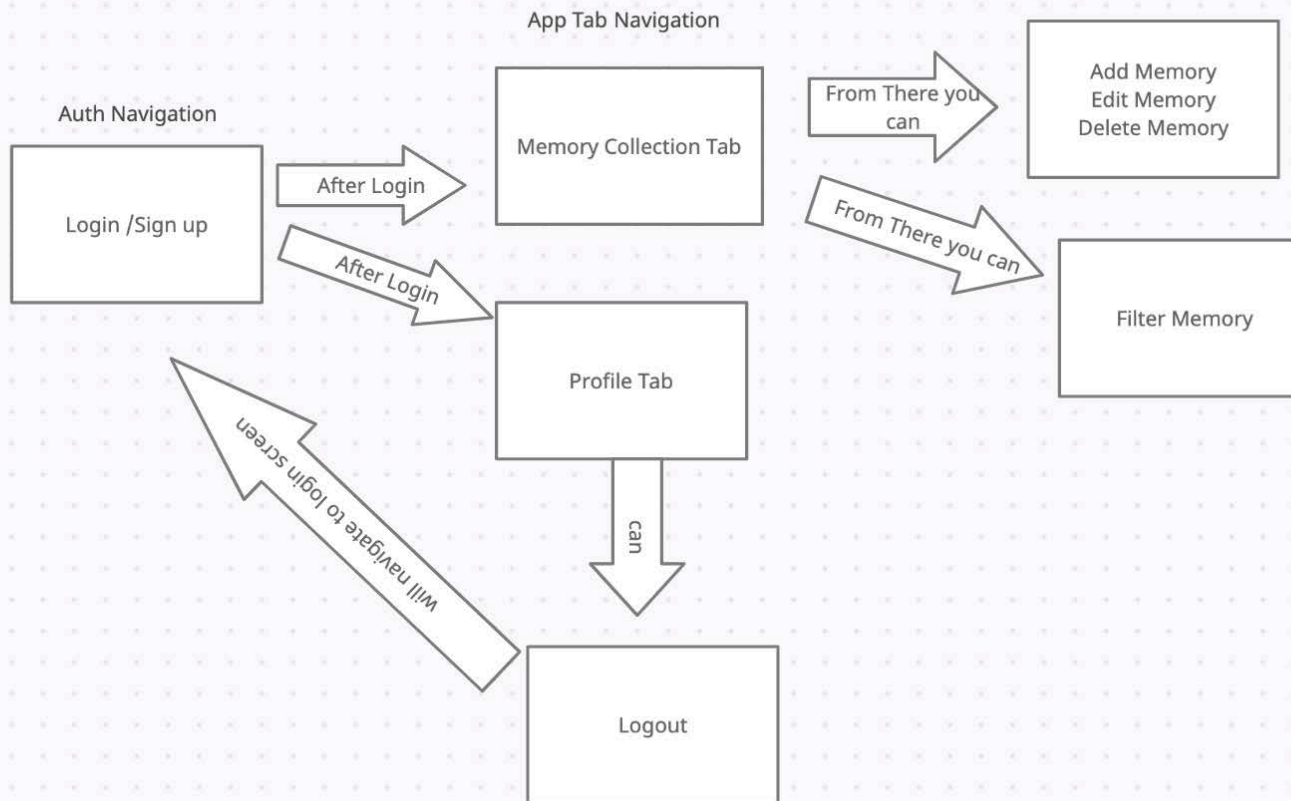 App Tab Navigation
Auth Navigation
Login /Sign up
After Login
After Login
Memory Collection Tab
From There you
can
Add Memory
Edit Memory
Delete Memory
From There you can
Filter Memory
Profile Tab
can
Logout
will navigate to login screen